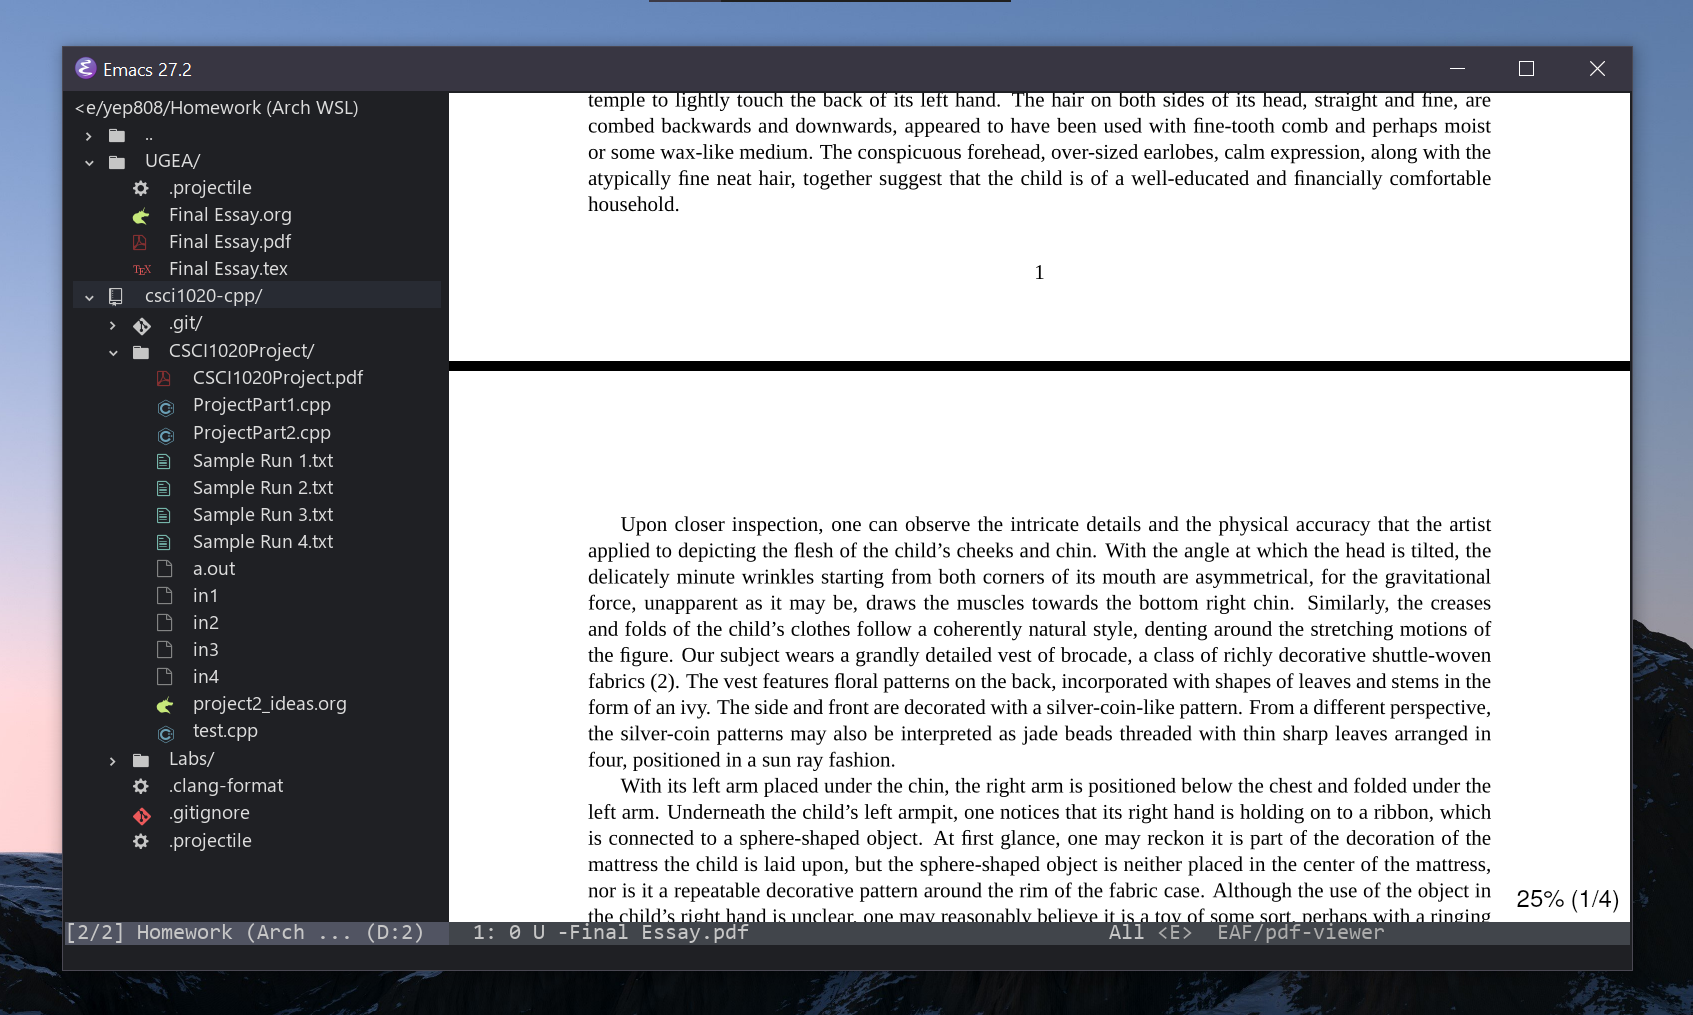 Emacs 27.2
<e/yep808/Homework (Arch WSL)
..
UGEA/
.projectile
Final Essay.org
Final Essay.pdf
TEX Final Essay.tex
csci1020-cpp/
.git/
CSCI1020Project/
CSCI1020Project.pdf
ProjectPart1.cpp
ProjectPart2.cpp
Sample Run 1.txt
Sample Run 2.txt
Sample Run 3.txt
Sample Run 4.txt
a.out
in1
in2
in3
in4
project2_ideas.org
test.cpp
Labs/
.clang-format
.gitignore
.projectile
[2/2] Homework (Arch ... (D:2)
temple to lightly touch the back of its left hand. The hair on both sides of its head, straight and fine, are
combed backwards and downwards, appeared to have been used with fine-tooth comb and perhaps moist
or some wax-like medium. The conspicuous forehead, over-sized earlobes, calm expression, along with the
atypically fine neat hair, together suggest that the child is of a well-educated and financially comfortable
household.
1
Upon closer inspection, one can observe the intricate details and the physical accuracy that the artist
applied to depicting the flesh of the child’s cheeks and chin. With the angle at which the head is tilted, the
delicately minute wrinkles starting from both corners of its mouth are asymmetrical, for the gravitational
force, unapparent as it may be, draws the muscles towards the bottom right chin. Similarly, the creases
and folds of the child’s clothes follow a coherently natural style, denting around the stretching motions of
the figure. Our subject wears a grandly detailed vest of brocade, a class of richly decorative shuttle-woven
fabrics (2). The vest features floral patterns on the back, incorporated with shapes of leaves and stems in the
form of an ivy. The side and front are decorated with a silver-coin-like pattern. From a different perspective,
the silver-coin patterns may also be interpreted as jade beads threaded with thin sharp leaves arranged in
four, positioned in a sun ray fashion.
With its left arm placed under the chin, the right arm is positioned below the chest and folded under the
left arm. Underneath the child’s left armpit, one notices that its right hand is holding on to a ribbon, which
is connected to a sphere-shaped object. At first glance, one may reckon it is part of the decoration of the
mattress the child is laid upon, but the sphere-shaped object is neither placed in the center of the mattress,
nor is it a repeatable decorative pattern around the rim of the fabric case. Although the use of the object in
the child’s right hand is unclear, one may reasonably believe it is a toy of some sort, perhaps with a ringing
25% (1/4)
1: 0 U -Final Essay.pdf All <E> EAF/pdf-viewer